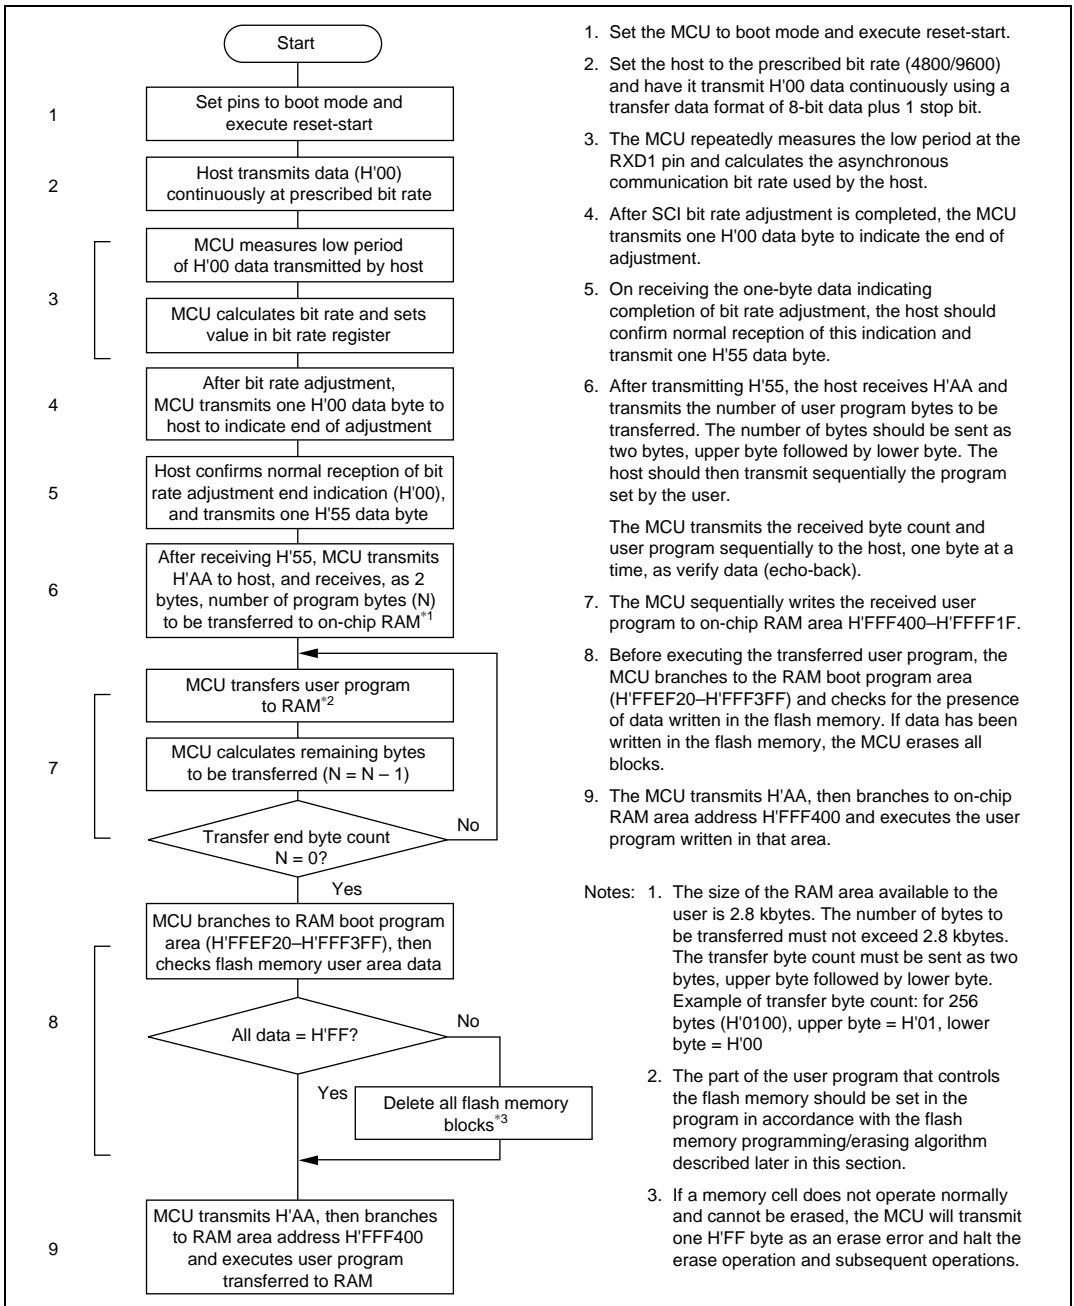 Start
1
Set pins to boot mode and
execute reset-start
2
Host transmits data (H'00)
continuously at prescribed bit rate
3
MCU measures low period
of H'00 data transmitted by host
MCU calculates bit rate and sets
value in bit rate register
4
After bit rate adjustment,
MCU transmits one H'00 data byte to
host to indicate end of adjustment
5
Host confirms normal reception of bit
rate adjustment end indication (H'00),
and transmits one H'55 data byte
6
After receiving H'55, MCU transmits
H'AA to host, and receives, as 2
bytes, number of program bytes (N)
to be transferred to on-chip RAM*1
7
MCU transfers user program
to RAM*2
MCU calculates remaining bytes
to be transferred (N = N – 1)
Transfer end byte count
N = 0?
No
Yes
8
MCU branches to RAM boot program
area (H'FFEF20–H'FFF3FF), then
checks flash memory user area data
All data = H'FF?
No
Yes
Delete all flash memory
blocks*3
9
MCU transmits H'AA, then branches
to RAM area address H'FFF400
and executes user program
transferred to RAM
1. Set the MCU to boot mode and execute reset-start.
2. Set the host to the prescribed bit rate (4800/9600)
and have it transmit H'00 data continuously using a
transfer data format of 8-bit data plus 1 stop bit.
3. The MCU repeatedly measures the low period at the
RXD1 pin and calculates the asynchronous
communication bit rate used by the host.
4. After SCI bit rate adjustment is completed, the MCU
transmits one H'00 data byte to indicate the end of
adjustment.
5. On receiving the one-byte data indicating
completion of bit rate adjustment, the host should
confirm normal reception of this indication and
transmit one H'55 data byte.
6. After transmitting H'55, the host receives H'AA and
transmits the number of user program bytes to be
transferred. The number of bytes should be sent as
two bytes, upper byte followed by lower byte. The
host should then transmit sequentially the program
set by the user.
The MCU transmits the received byte count and
user program sequentially to the host, one byte at a
time, as verify data (echo-back).
7. The MCU sequentially writes the received user
program to on-chip RAM area H'FFF400–H'FFFF1F.
8. Before executing the transferred user program, the
MCU branches to the RAM boot program area
(H'FFEF20–H'FFF3FF) and checks for the presence
of data written in the flash memory. If data has been
written in the flash memory, the MCU erases all
blocks.
9. The MCU transmits H'AA, then branches to on-chip
RAM area address H'FFF400 and executes the user
program written in that area.
Notes: 1. The size of the RAM area available to the
user is 2.8 kbytes. The number of bytes to
be transferred must not exceed 2.8 kbytes.
The transfer byte count must be sent as two
bytes, upper byte followed by lower byte.
Example of transfer byte count: for 256
bytes (H'0100), upper byte = H'01, lower
byte = H'00
2. The part of the user program that controls
the flash memory should be set in the
program in accordance with the flash
memory programming/erasing algorithm
described later in this section.
3. If a memory cell does not operate normally
and cannot be erased, the MCU will transmit
one H'FF byte as an erase error and halt the
erase operation and subsequent operations.